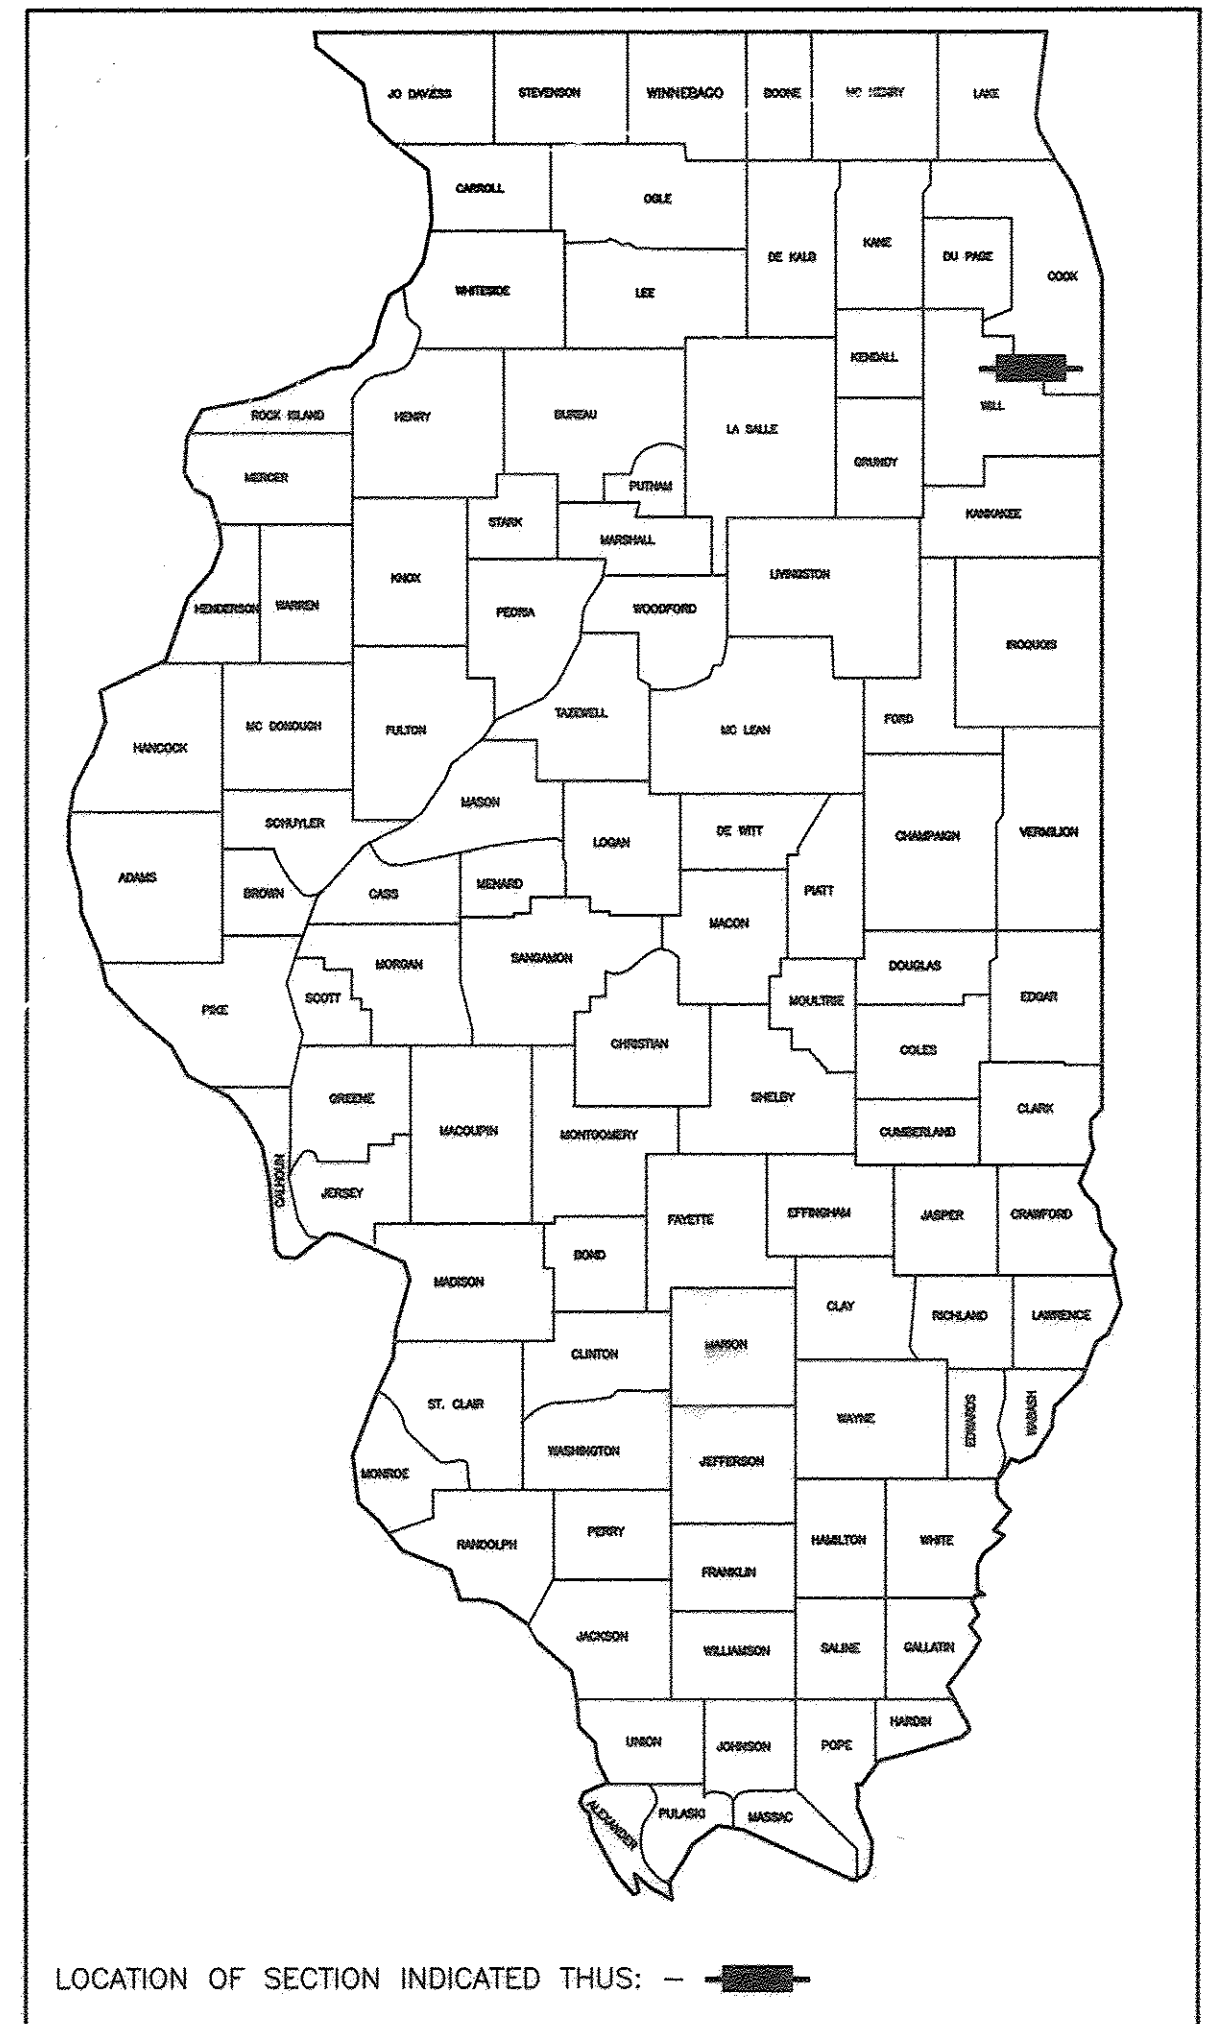 JO DAVIESS
STEVENSON
WINNEBAGO
BOONE
MC HENRY
LAKE
CARROLL
OGLE
DE KALB
KANE
DU PAGE
COOK
WHITESIDE
LEE
KENDALL
ROCK ISLAND
HENRY
BUREAU
LA SALLE
WILL
MERCER
PUTNAM
GRUNDY
STARK
MARSHALL
KANKAKEE
KNOX
LIVINGSTON
HENDERSON
WARREN
PEORIA
WOODFORD
IROQUOIS
HANCOCK
MC DONOUGH
FULTON
TAZEWELL
MC LEAN
FORD
MASON
SCHUYLER
LOGAN
DE WITT
CHAMPAIGN
VERMILION
ADAMS
BROWN
CASS
MENARD
PIATT
MACON
MORGAN
SANGAMON
DOUGLAS
PIKE
SCOTT
MOULTRIE
EDGAR
CHRISTIAN
COLES
GREENE
SHELBY
MACOUPIN
MONTGOMERY
CUMBERLAND
CLARK
CALHOUN
JERSEY
FAYETTE
EFFINGHAM
JASPER
CRAWFORD
BOND
MADISON
CLAY
RICHLAND
LAWRENCE
CLINTON
MARION
ST. CLAIR
WAYNE
EDWARDS
WABASH
WASHINGTON
JEFFERSON
MONROE
RANDOLPH
PERRY
HAMILTON
WHITE
FRANKLIN
JACKSON
WILLIAMSON
SALINE
GALLATIN
UNION
JOHNSON
POPE
HARDIN
ALEXANDER
PULASKI
MASSAC
LOCATION OF SECTION INDICATED THUS: –